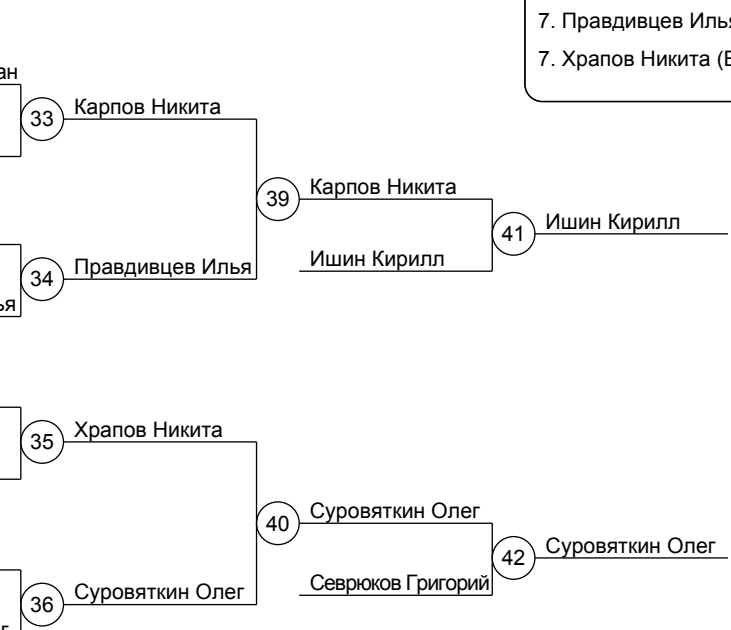 7. Правдивцев Илья
7. Храпов Никита
33 Карпов Никита
39 Карпов Никита
41 Ишин Кирилл
Ишин Кирилл
34 Правдивцев Илья
35 Храпов Никита
40 Суровяткин Олег
42 Суровяткин Олег
Севрюков Григорий
36 Суровяткин Олег